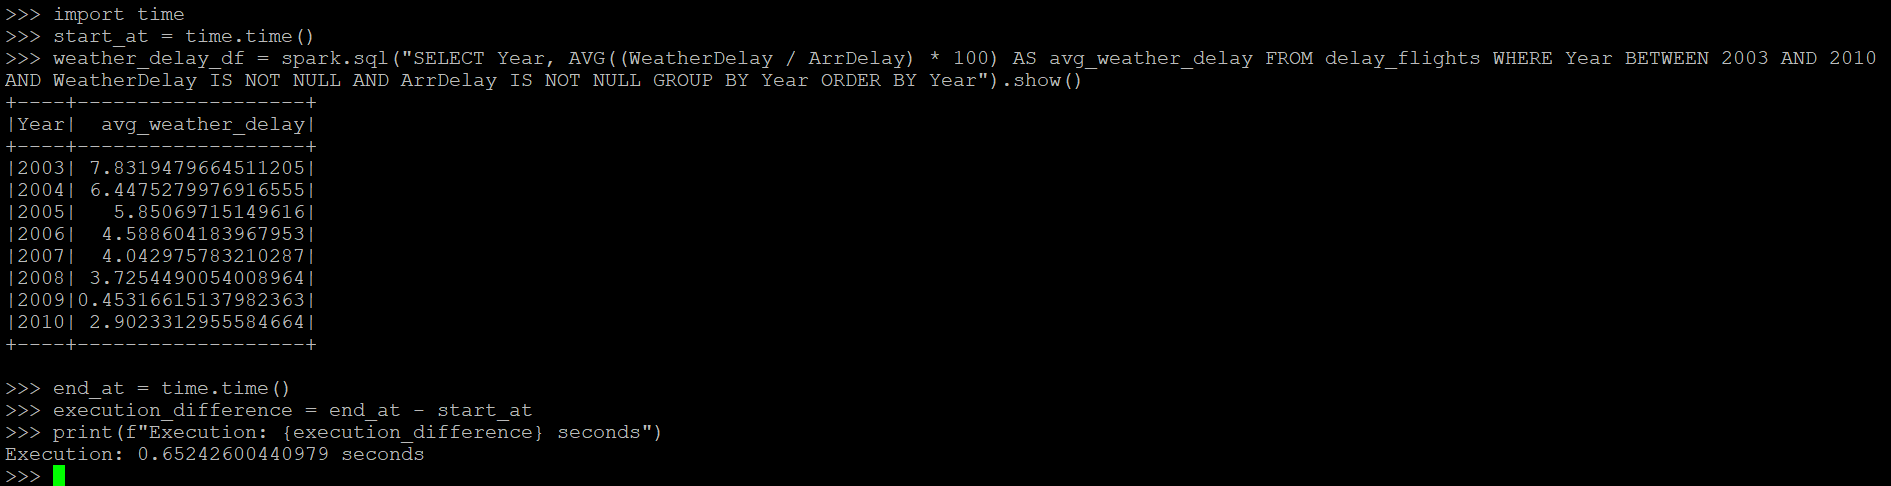 >>> import time
>>> start_at = time.time()
>>> weather_delay_df = spark.sql("SELECT Year, AVG((WeatherDelay / ArrDelay) * 100) AS avg_weather_delay FROM delay_flights WHERE Year BETWEEN 2003 AND 2010
AND WeatherDelay IS NOT NULL AND ArrDelay IS NOT NULL GROUP BY Year ORDER BY Year").show()
+----+-------------------+
|Year|  avg_weather_delay|
+----+-------------------+
|2003| 7.8319479664511205|
|2004| 6.4475279976916555|
|2005|   5.85069715149616|
|2006|  4.588604183967953|
|2007|  4.042975783210287|
|2008| 3.7254490054008964|
|2009|0.45316615137982363|
|2010| 2.9023312955584664|
+----+-------------------+
>>> end_at = time.time()
>>> execution_difference = end_at - start_at
>>> print(f"Execution: {execution_difference} seconds")
Execution: 0.65242600440979 seconds
>>>